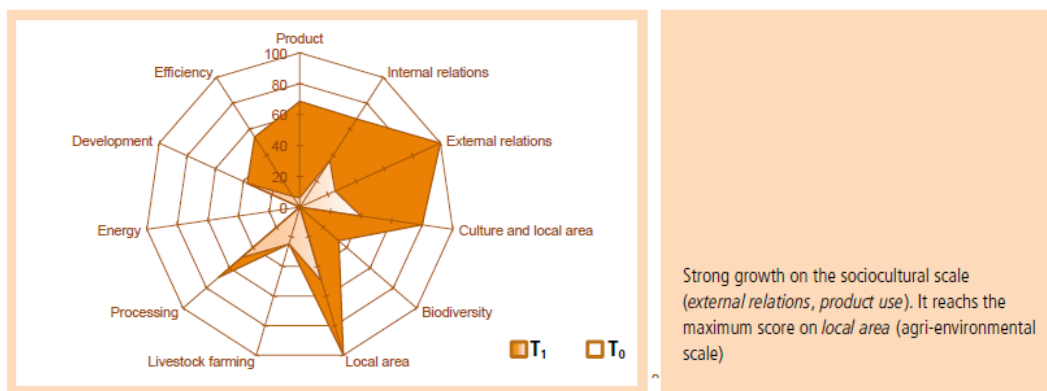 Product
100
Efficiency
Internal relations
80
60
Development
External relations
40
20
0
Energy
Culture and local area
Processing
Biodiversity
Livestock farming
Local area
T1
T0
Strong growth on the sociocultural scale
(external relations, product use). It reachs the
maximum score on local area (agri-environmental
scale)